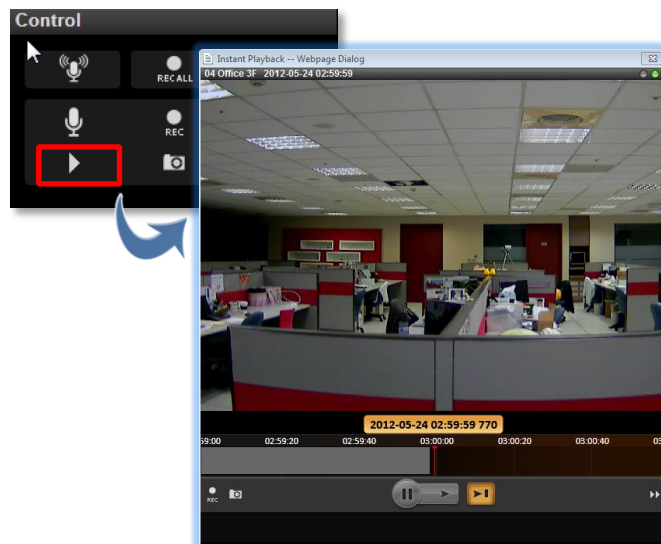 Control
RECALL
REC
Instant Playback -- Webpage Dialog
04 Office 3F 2012-05-24 02:59:59
2012-05-24 02:59:59 770
59:00 02:59:20 02:59:40 03:00:00 03:00:20 03:00:40 03
REC